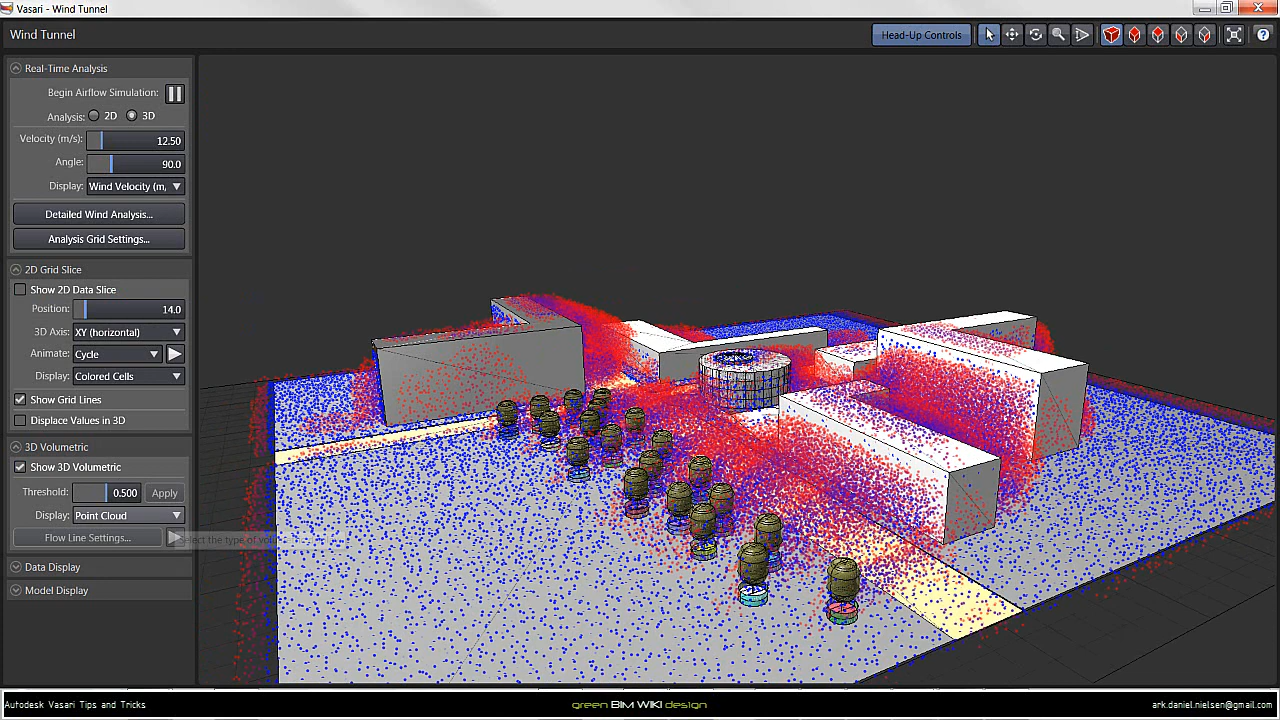 Vasari - Wind Tunnel
Wind Tunnel
Head-Up Controls
Real-Time Analysis
Begin Airflow Simulation:
Analysis: 2D 3D
Velocity (m/s): 12.50
Angle: 90.0
Display: Wind Velocity (m,
Detailed Wind Analysis...
Analysis Grid Settings...
2D Grid Slice
Show 2D Data Slice
Position: 14.0
3D Axis: XY (horizontal)
Animate: Cycle
Display: Colored Cells
Show Grid Lines
Displace Values in 3D
3D Volumetric
Show 3D Volumetric
Threshold: 0.500 Apply
Display: Point Cloud
Flow Line Settings...
Select the type of
Data Display
Model Display
Autodesk Vasari Tips and Tricks
green BIM WIKI design
ark.daniel.nielsen@gmail.com